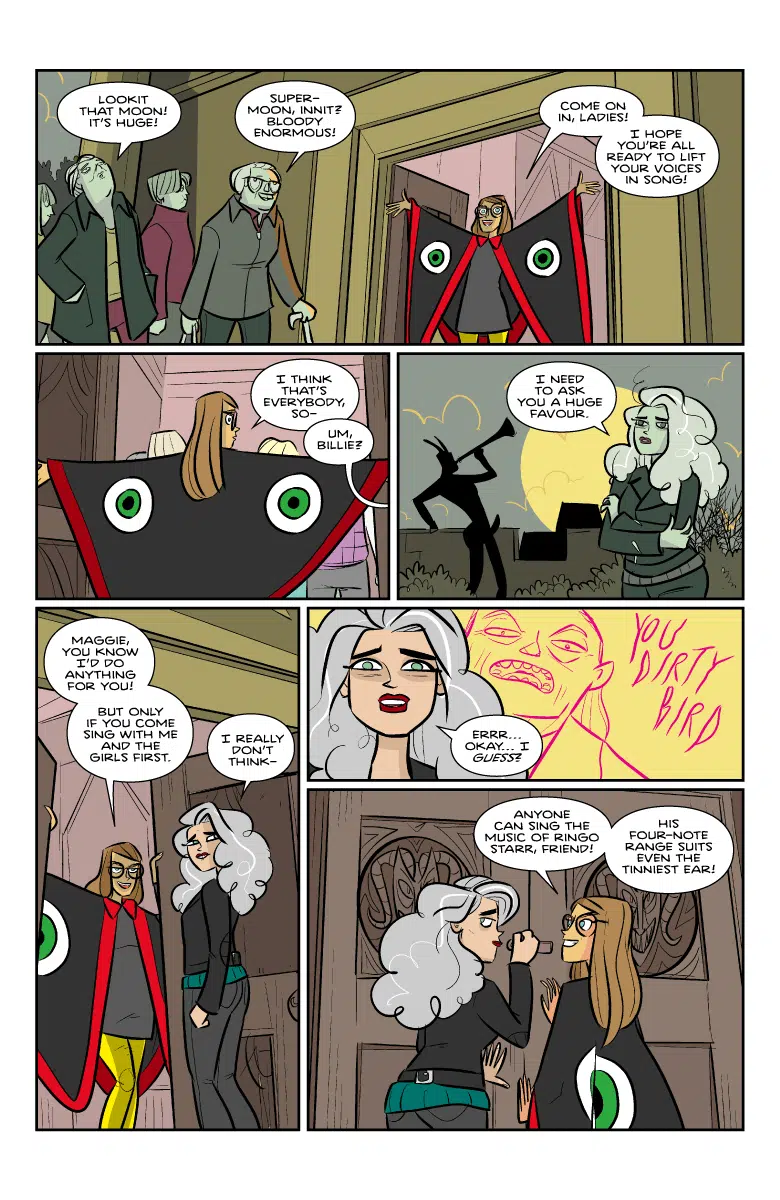 LOOKIT
THAT MOON!
IT'S HUGE!
SUPER-
MOON, INNIT?
BLOODY
ENORMOUS!
COME ON
IN, LADIES!
I HOPE
YOU'RE ALL
READY TO LIFT
YOUR VOICES
IN SONG!
I THINK
THAT'S
EVERYBODY,
SO-
UM,
BILLIE?
I NEED
TO ASK
YOU A HUGE
FAVOUR.
MAGGIE,
YOU KNOW
I'D DO
ANYTHING
FOR YOU!
BUT ONLY
IF YOU COME
SING WITH ME
AND THE
GIRLS FIRST.
I REALLY
DON'T
THINK-
ERRR...
OKAY... I
GUESS?
YOU
DIRTY
BIRD
ANYONE
CAN SING THE
MUSIC OF RINGO
STARR, FRIEND!
HIS
FOUR-NOTE
RANGE SUITS
EVEN THE
TINNIEST EAR!